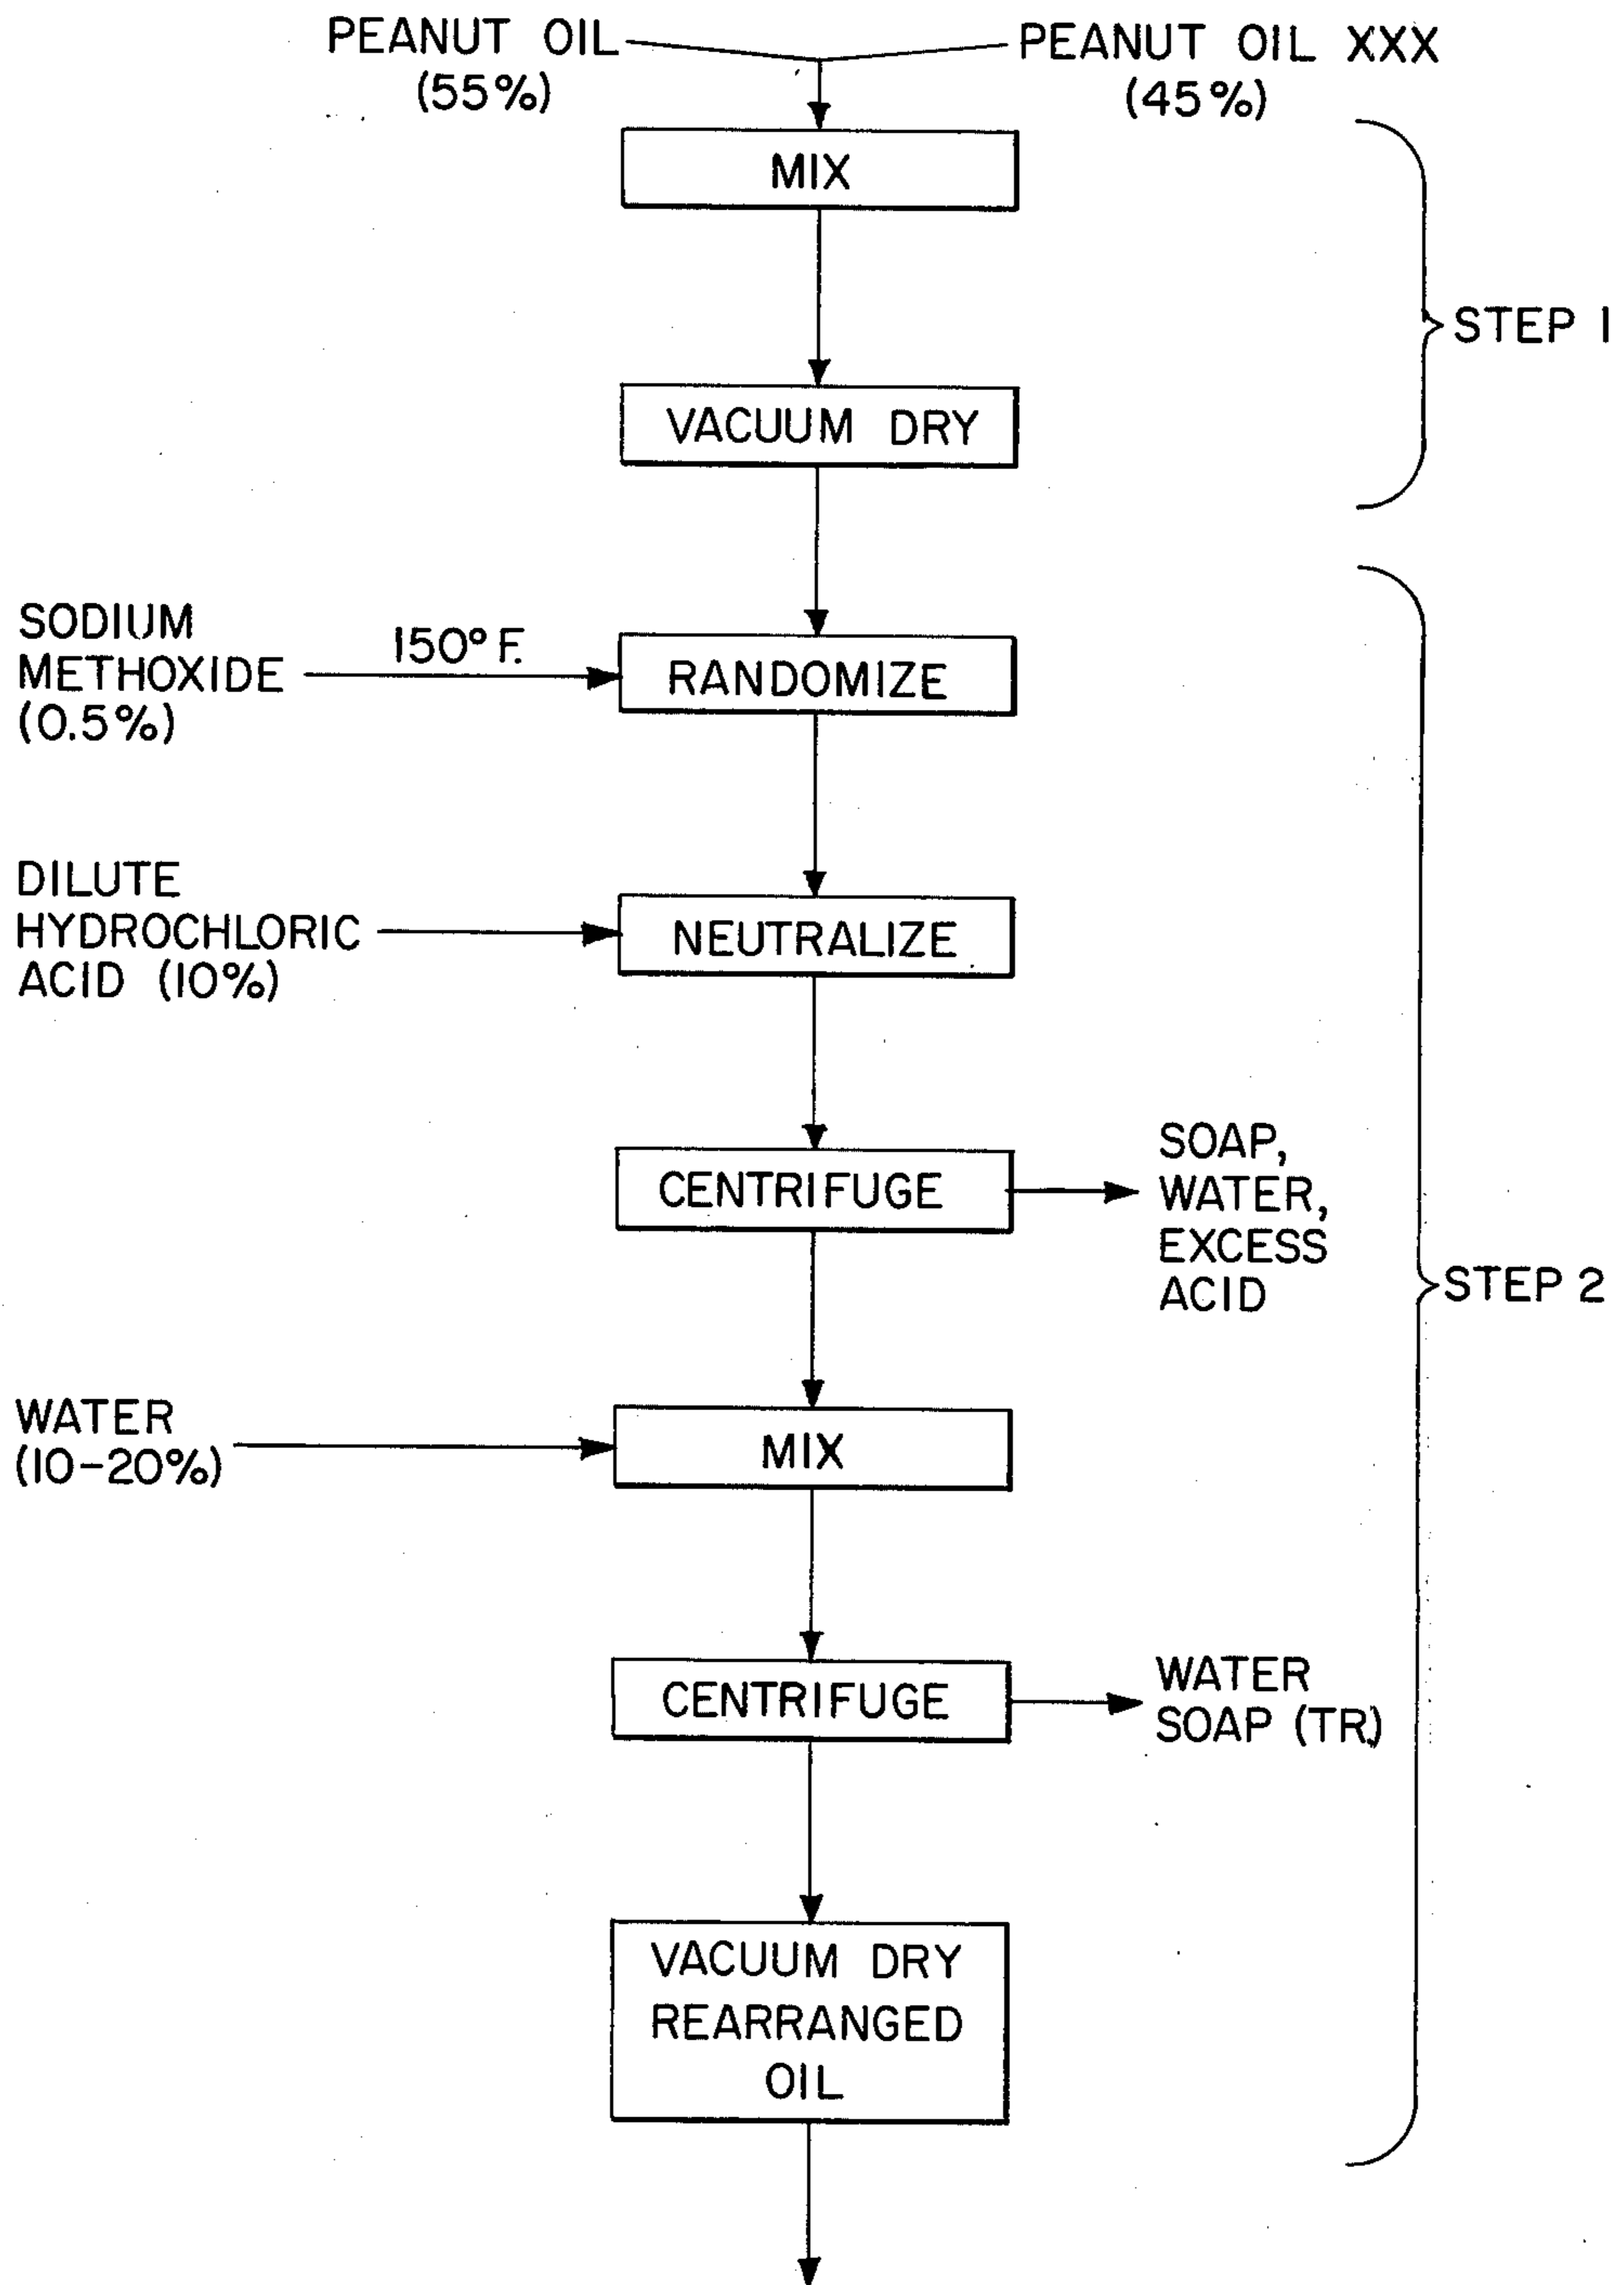 PEANUT OIL
(55%)
PEANUT OIL XXX
(45%)
MIX
VACUUM DRY
STEP 1
SODIUM
METHOXIDE
(0.5%)
150° F.
RANDOMIZE
DILUTE
HYDROCHLORIC
ACID (10%)
NEUTRALIZE
CENTRIFUGE
SOAP,
WATER,
EXCESS
ACID
STEP 2
WATER
(10-20%)
MIX
CENTRIFUGE
WATER
SOAP (TR.)
VACUUM DRY
REARRANGED
OIL